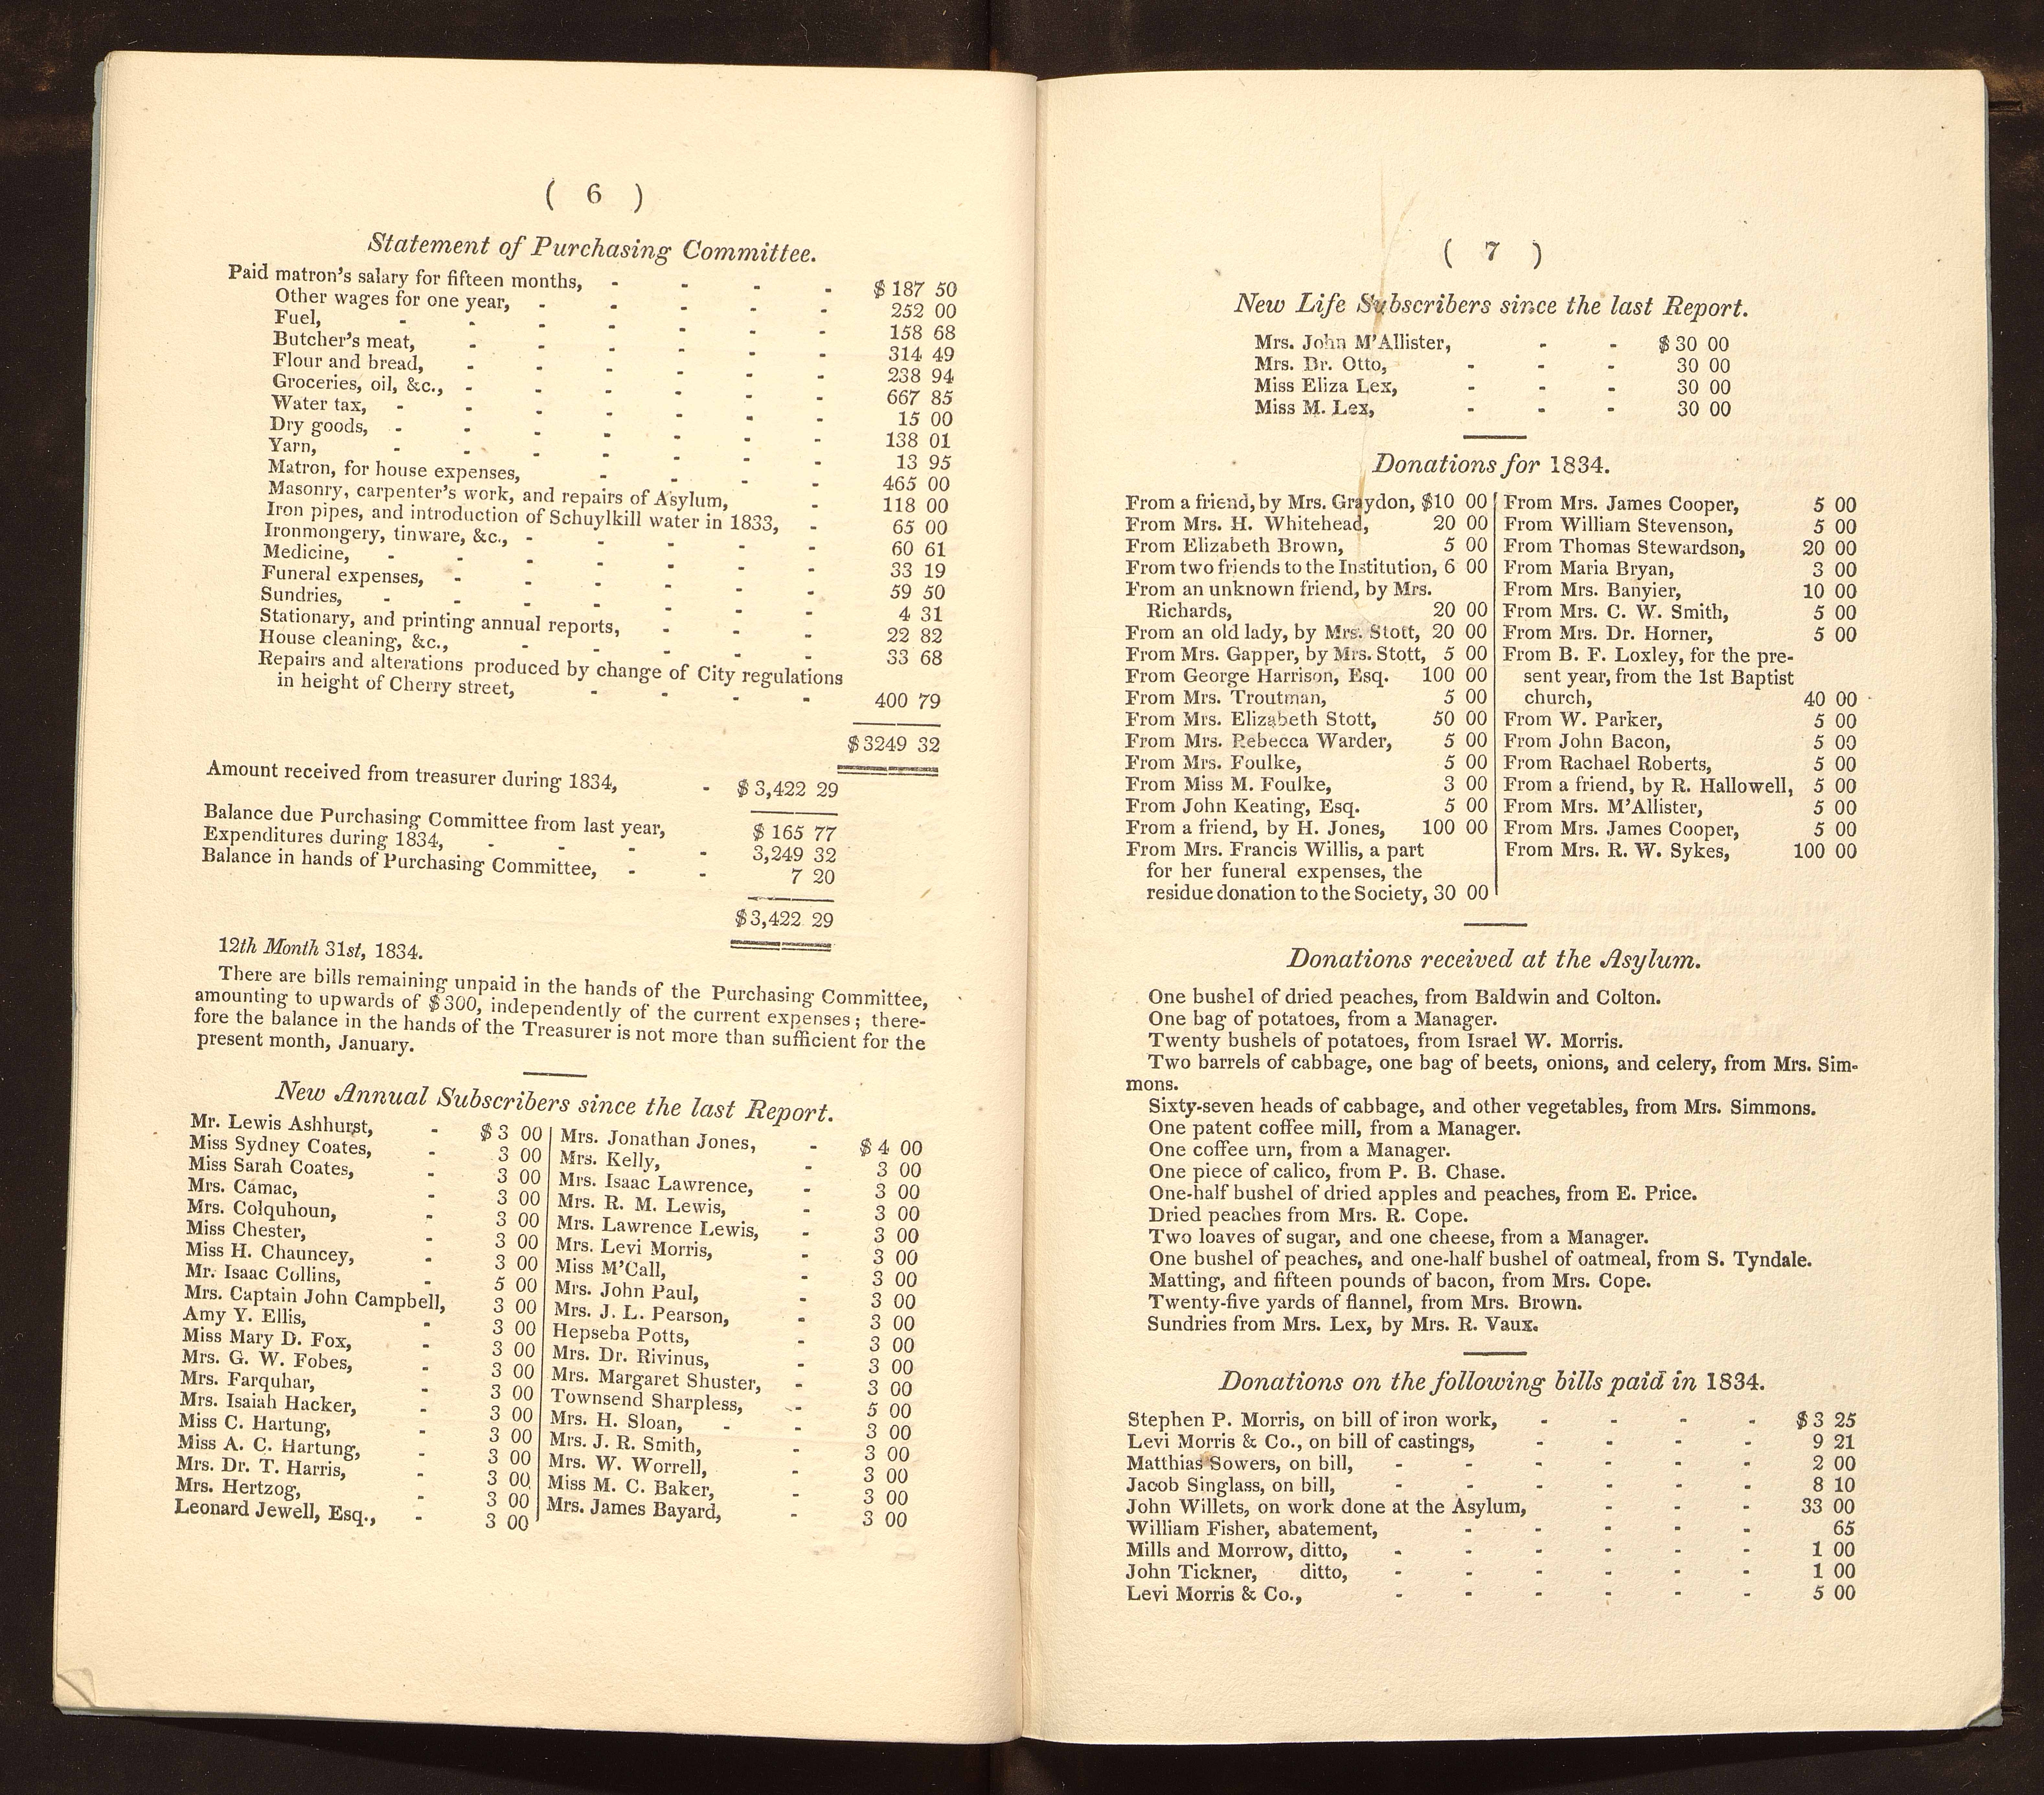 ( 6 )
Statement of Purchasing Committee.
Paid matron's salary for fifteen months, - - - - $187 50
Other wages for one year, - - - - - 252 00
Fuel, - - - - - - - 158 68
Butcher's meat, - - - - - - 314 49
Flour and bread, - - - - - - 238 94
Groceries, oil, &c., - - - - - - 667 85
Water tax, - - - - - - - 15 00
Dry goods, - - - - - - - 138 01
Yarn, - - - - - - - 13 95
Matron, for house expenses, - - - - 465 00
Masonry, carpenter's work, and repairs of Asylum, - 118 00
Iron pipes, and introduction of Schuylkill water in 1833, - 65 00
Ironmongery, tinware, &c., - - - - - 60 61
Medicine, - - - - - - - 33 19
Funeral expenses, - - - - - - 59 50
Sundries, - - - - - - - 4 31
Stationary, and printing annual reports, - - - 22 82
House cleaning, &c., - - - - - 33 68
Repairs and alterations produced by change of City regulations
in height of Cherry street, - - - - 400 79
$3249 32
Amount received from treasurer during 1834, - $3,422 29
Balance due Purchasing Committee from last year, $165 77
Expenditures during 1834, - - - - 3,249 32
Balance in hands of Purchasing Committee, - - 7 20
$3,422 29
12th Month 31st, 1834.
There are bills remaining unpaid in the hands of the Purchasing Committee,
amounting to upwards of $300, independently of the current expenses; there-
fore the balance in the hands of the Treasurer is not more than sufficient for the
present month, January.
New Annual Subscribers since the last Report.
Mr. Lewis Ashhurst, - $3 00
Miss Sydney Coates, - 3 00
Miss Sarah Coates, - 3 00
Mrs. Camac, - 3 00
Mrs. Colquhoun, - 3 00
Miss Chester, - 3 00
Miss H. Chauncey, - 3 00
Mr. Isaac Collins, - 5 00
Mrs. Captain John Campbell, 3 00
Amy Y. Ellis, - 3 00
Miss Mary D. Fox, - 3 00
Mrs. G. W. Fobes, - 3 00
Mrs. Farquhar, - 3 00
Mrs. Isaiah Hacker, - 3 00
Miss C. Hartung, - 3 00
Miss A. C. Hartung, - 3 00
Mrs. Dr. T. Harris, - 3 00
Mrs. Hertzog, - 3 00
Leonard Jewell, Esq., - 3 00
Mrs. Jonathan Jones, - $4 00
Mrs. Kelly, - 3 00
Mrs. Isaac Lawrence, - 3 00
Mrs. R. M. Lewis, - 3 00
Mrs. Lawrence Lewis, - 3 00
Mrs. Levi Morris, - 3 00
Miss M'Call, - 3 00
Mrs. John Paul, - 3 00
Mrs. J. L. Pearson, - 3 00
Hepseba Potts, - 3 00
Mrs. Dr. Rivinus, - 3 00
Mrs. Margaret Shuster, - 3 00
Townsend Sharpless, - 5 00
Mrs. H. Sloan, - - 3 00
Mrs. J. R. Smith, - 3 00
Mrs. W. Worrell, - 3 00
Miss M. C. Baker, - 3 00
Mrs. James Bayard, - 3 00
( 7 )
New Life Subscribers since the last Report.
Mrs. John M'Allister, - - $30 00
Mrs. Dr. Otto, - - - 30 00
Miss Eliza Lex, - - - 30 00
Miss M. Lex, - - - 30 00
Donations for 1834.
From a friend, by Mrs. Graydon, $10 00
From Mrs. H. Whitehead, 20 00
From Elizabeth Brown, 5 00
From two friends to the Institution, 6 00
From an unknown friend, by Mrs.
Richards, 20 00
From an old lady, by Mrs. Stott, 20 00
From Mrs. Gapper, by Mrs. Stott, 5 00
From George Harrison, Esq. 100 00
From Mrs. Troutman, 5 00
From Mrs. Elizabeth Stott, 50 00
From Mrs. Rebecca Warder, 5 00
From Mrs. Foulke, 5 00
From Miss M. Foulke, 3 00
From John Keating, Esq. 5 00
From a friend, by H. Jones, 100 00
From Mrs. Francis Willis, a part
for her funeral expenses, the
residue donation to the Society, 30 00
From Mrs. James Cooper, 5 00
From William Stevenson, 5 00
From Thomas Stewardson, 20 00
From Maria Bryan, 3 00
From Mrs. Banyier, 10 00
From Mrs. C. W. Smith, 5 00
From Mrs. Dr. Horner, 5 00
From B. F. Loxley, for the pre-
sent year, from the 1st Baptist
church, 40 00
From W. Parker, 5 00
From John Bacon, 5 00
From Rachael Roberts, 5 00
From a friend, by R. Hallowell, 5 00
From Mrs. M'Allister, 5 00
From Mrs. James Cooper, 5 00
From Mrs. R. W. Sykes, 100 00
Donations received at the Asylum.
One bushel of dried peaches, from Baldwin and Colton.
One bag of potatoes, from a Manager.
Twenty bushels of potatoes, from Israel W. Morris.
Two barrels of cabbage, one bag of beets, onions, and celery, from Mrs. Sim-
mons.
Sixty-seven heads of cabbage, and other vegetables, from Mrs. Simmons.
One patent coffee mill, from a Manager.
One coffee urn, from a Manager.
One piece of calico, from P. B. Chase.
One-half bushel of dried apples and peaches, from E. Price.
Dried peaches from Mrs. R. Cope.
Two loaves of sugar, and one cheese, from a Manager.
One bushel of peaches, and one-half bushel of oatmeal, from S. Tyndale.
Matting, and fifteen pounds of bacon, from Mrs. Cope.
Twenty-five yards of flannel, from Mrs. Brown.
Sundries from Mrs. Lex, by Mrs. R. Vaux.
Donations on the following bills paid in 1834.
Stephen P. Morris, on bill of iron work, - - - - $3 25
Levi Morris & Co., on bill of castings, - - - - 9 21
Matthias Sowers, on bill, - - - - - - 2 00
Jacob Singlass, on bill, - - - - - - 8 10
John Willets, on work done at the Asylum, - - - 33 00
William Fisher, abatement, - - - - - 65
Mills and Morrow, ditto, - - - - - - 1 00
John Tickner, ditto, - - - - - - 1 00
Levi Morris & Co., - - - - - - 5 00